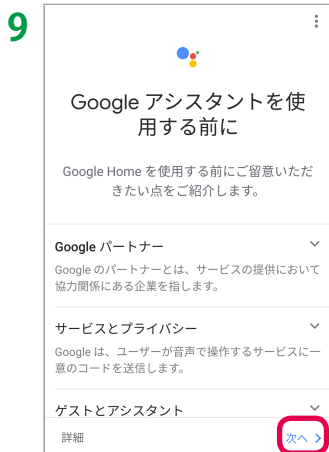 9
Google アシスタントを使
用する前に
Google Home を使用する前にご留意いただ
きたい点をご紹介します。
Google パートナー
Google のパートナーとは、サービスの提供において
協力関係にある企業を指します。
サービスとプライバシー
Google は、ユーザーが音声で操作するサービスに一
意のコードを送信します。
ゲストとアシスタント
詳細
次へ